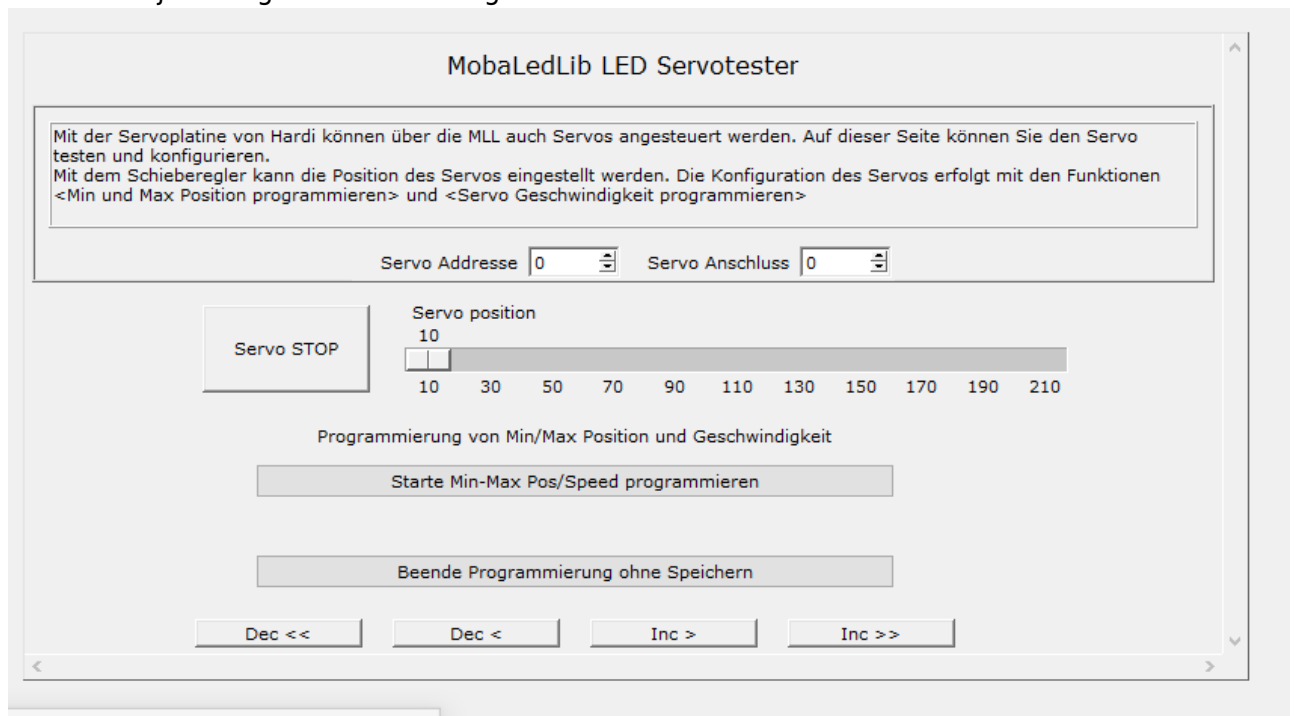 MobaLedLib LED Servotester
Mit der Servoplatine von Hardi können über die MLL auch Servos angesteuert werden. Auf dieser Seite können Sie den Servo
testen und konfigurieren.
Mit dem Schieberegler kann die Position des Servos eingestellt werden. Die Konfiguration des Servos erfolgt mit den Funktionen
<Min und Max Position programmieren> und <Servo Geschwindigkeit programmieren>
Servo Addresse 0 Servo Anschluss 0
Servo position
10
Servo STOP
10 30 50 70 90 110 130 150 170 190 210
Programmierung von Min/Max Position und Geschwindigkeit
Starte Min-Max Pos/Speed programmieren
Beende Programmierung ohne Speichern
Dec << Dec < Inc > Inc >>